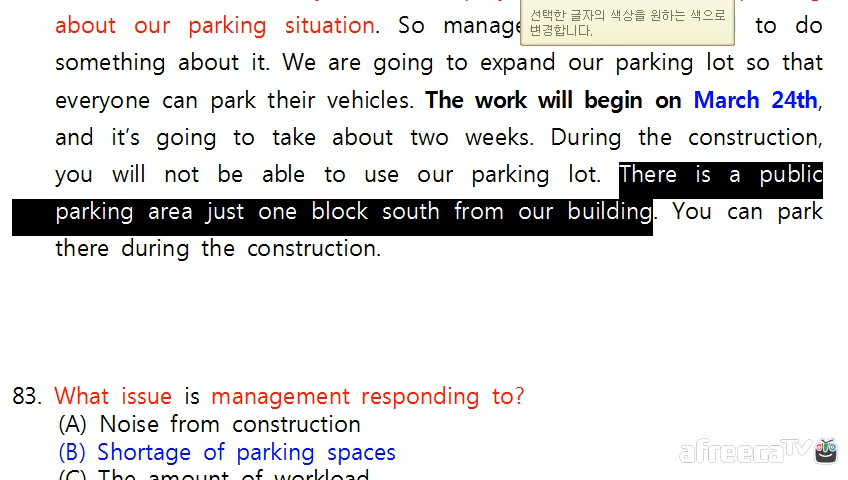 선택한 글자의 색상을 원하는 색으로
변경합니다.
about our parking situation. So manage to do
something about it. We are going to expand our parking lot so that
everyone can park their vehicles. The work will begin on March 24th,
and it's going to take about two weeks. During the construction,
you will not be able to use our parking lot. There is a public
parking area just one block south from our building. You can park
there during the construction.
83. What issue is management responding to?
(A) Noise from construction
(B) Shortage of parking spaces
(C) The amount of workload
afreecaTV